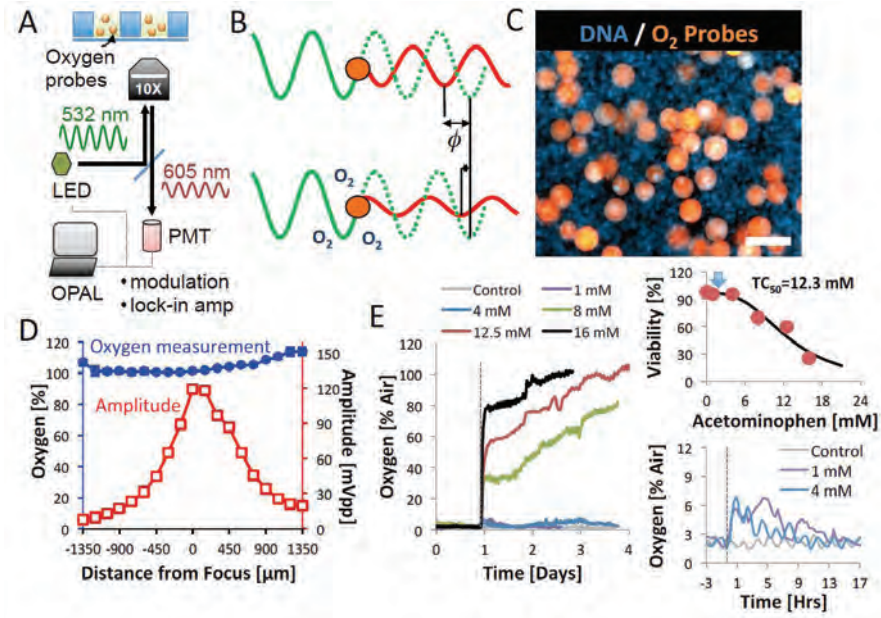 A
Oxygen
probes
10X
532 nm
LED
605 nm
PMT
OPAL
• modulation
• lock-in amp
B
ϕ
O2
O2
O2
C
DNA / O2 Probes
D
Oxygen measurement
Amplitude
Oxygen [%]
120
100
80
60
40
20
0
Amplitude [mVpp]
150
120
90
60
30
0
-1350
-900
-450
0
450
900
1350
Distance from Focus [µm]
E
Control
1 mM
4 mM
8 mM
12.5 mM
16 mM
Oxygen [% Air]
120
100
80
60
40
20
0
0
1
2
3
4
Time [Days]
TC50=12.3 mM
Viability [%]
120
90
60
30
0
0
6
12
18
24
Acetominophen [mM]
Control
1 mM
4 mM
Oxygen [% Air]
12
9
6
3
0
-3
1
5
9
13
17
Time [Hrs]